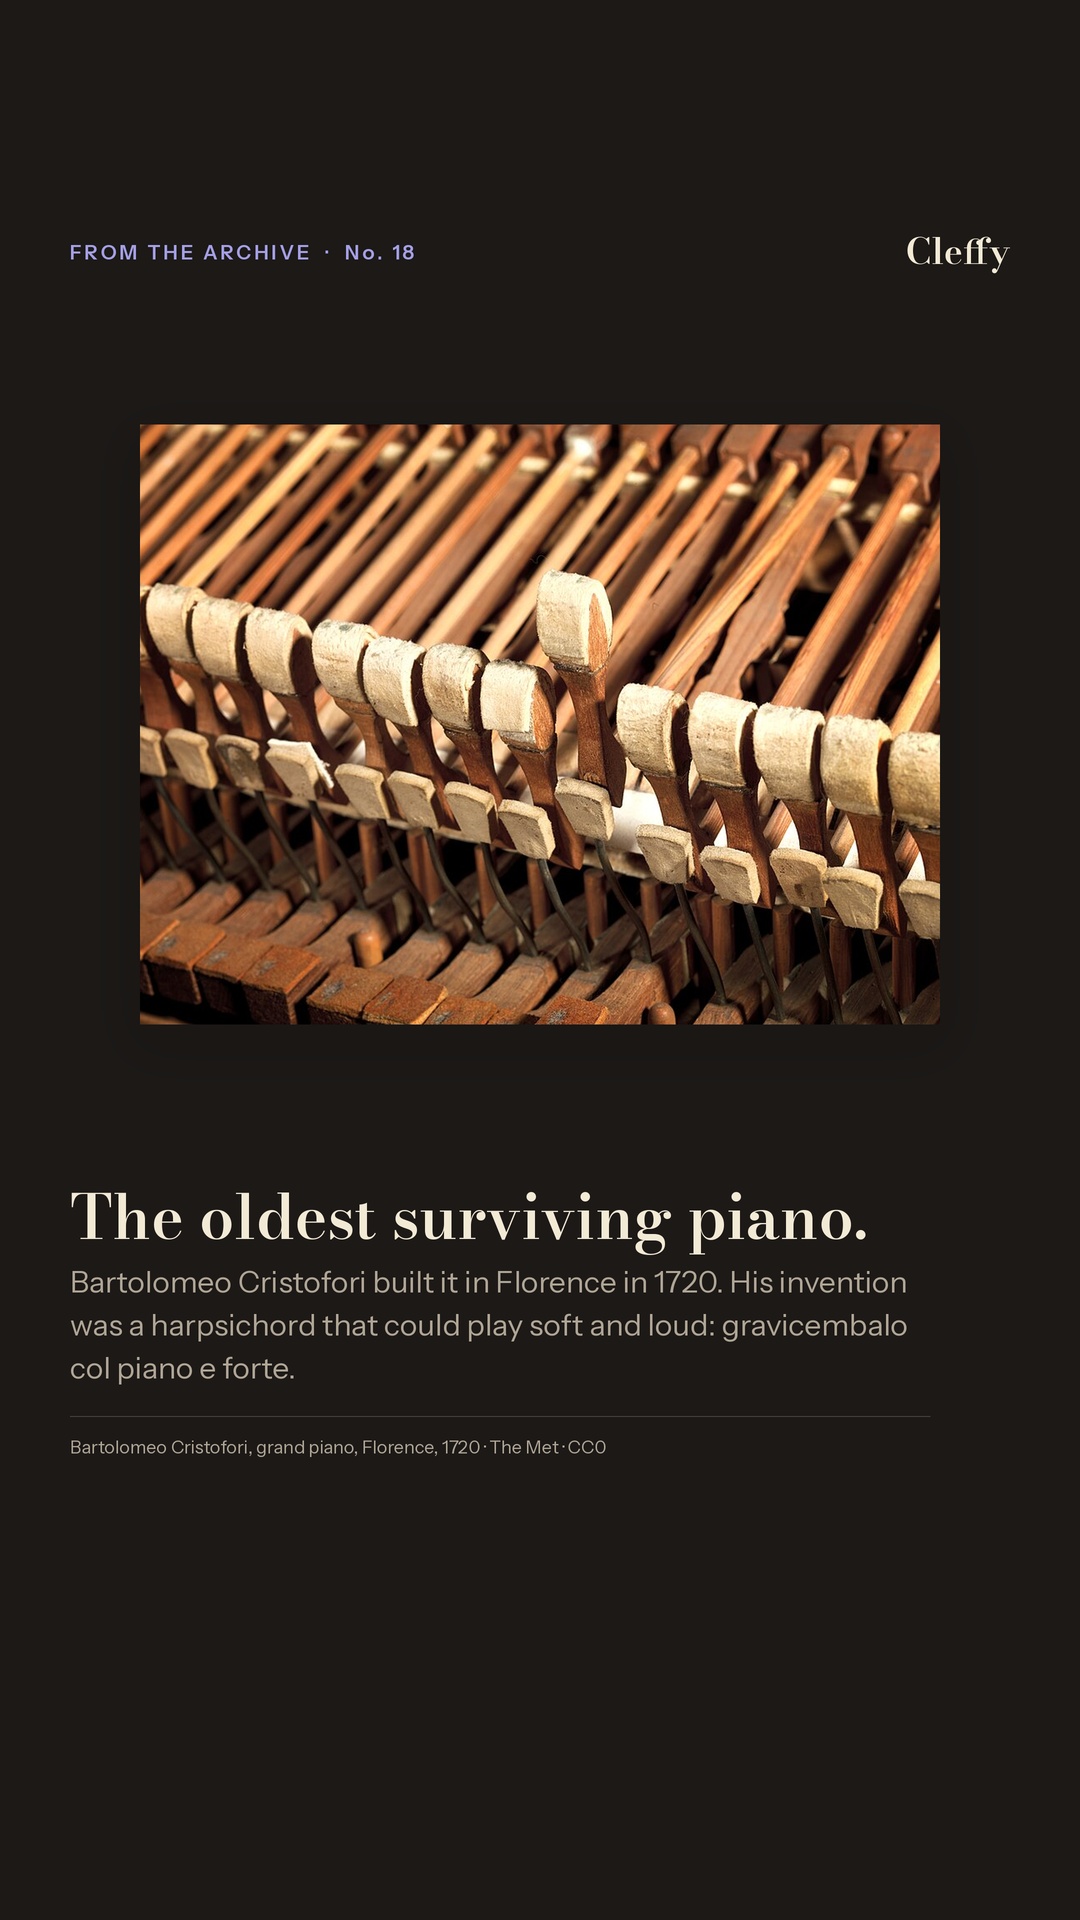 FROM THE ARCHIVE · No. 18
Cleffy
The oldest surviving piano.
Bartolomeo Cristofori built it in Florence in 1720. His invention
was a harpsichord that could play soft and loud: gravicembalo
col piano e forte.
Bartolomeo Cristofori, grand piano, Florence, 1720 · The Met · CC0